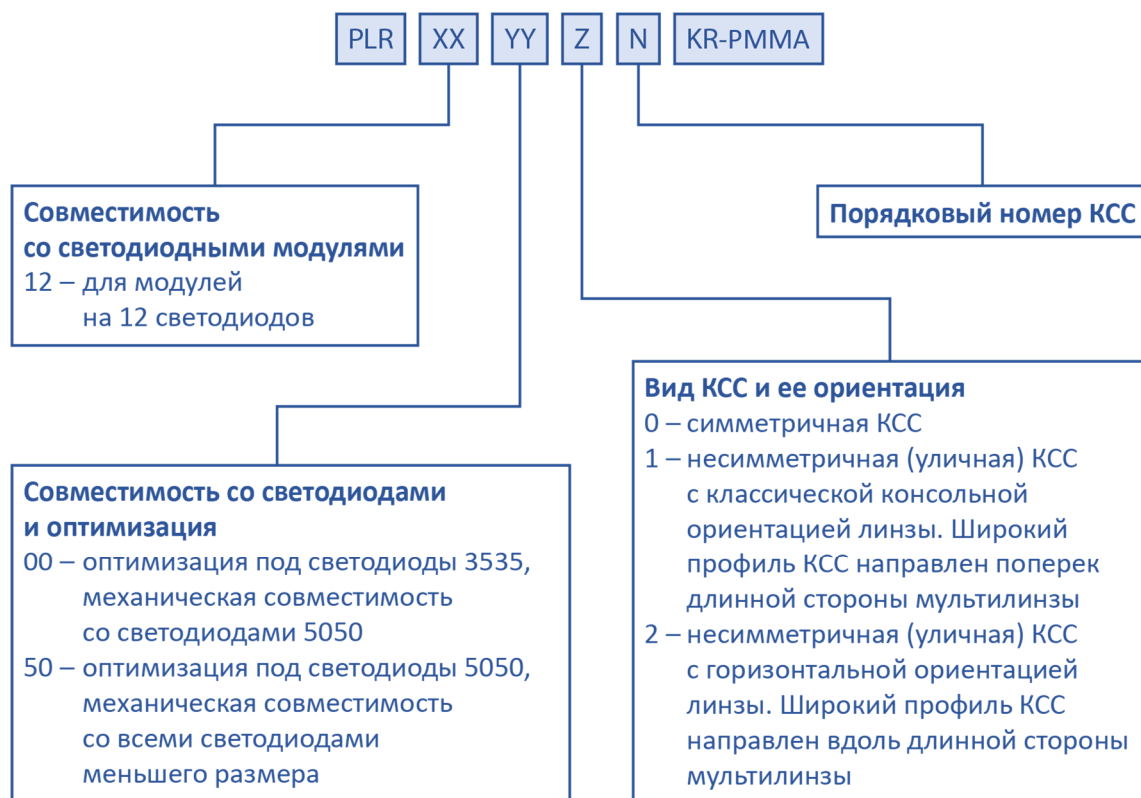 PLR XX YY Z N KR-PMMA
Совместимость
со светодиодными модулями
12 – для модулей
на 12 светодиодов
Порядковый номер КСС
Совместимость со светодиодами
и оптимизация
00 – оптимизация под светодиоды 3535,
механическая совместимость
со светодиодами 5050
50 – оптимизация под светодиоды 5050,
механическая совместимость
со всеми светодиодами
меньшего размера
Вид КСС и ее ориентация
0 – симметричная КСС
1 – несимметричная (уличная) КСС
с классической консольной
ориентацией линзы. Широкий
профиль КСС направлен поперек
длинной стороны мультилинзы
2 – несимметричная (уличная) КСС
с горизонтальной ориентацией
линзы. Широкий профиль КСС
направлен вдоль длинной стороны
мультилинзы